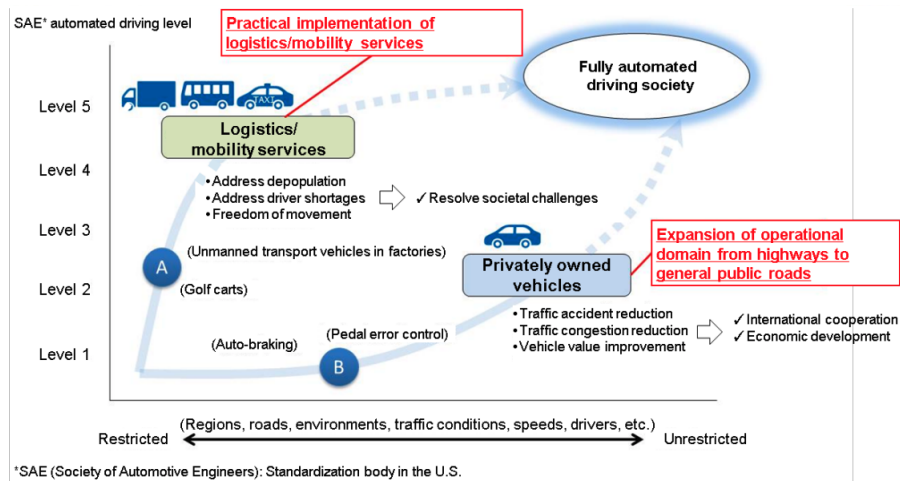 SAE* automated driving level
Practical implementation of
logistics/mobility services
Fully automated
driving society
TAXI
Level 5
Logistics/
mobility services
Level 4
•Address depopulation
•Address driver shortages
•Freedom of movement
✓Resolve societal challenges
Level 3
Expansion of operational
domain from highways to
general public roads
(Unmanned transport vehicles in factories)
A
Privately owned
vehicles
Level 2
(Golf carts)
•Traffic accident reduction
•Traffic congestion reduction
•Vehicle value improvement
✓International cooperation
✓Economic development
(Pedal error control)
(Auto-braking)
Level 1
B
(Regions, roads, environments, traffic conditions, speeds, drivers, etc.)
Restricted
Unrestricted
*SAE (Society of Automotive Engineers): Standardization body in the U.S.